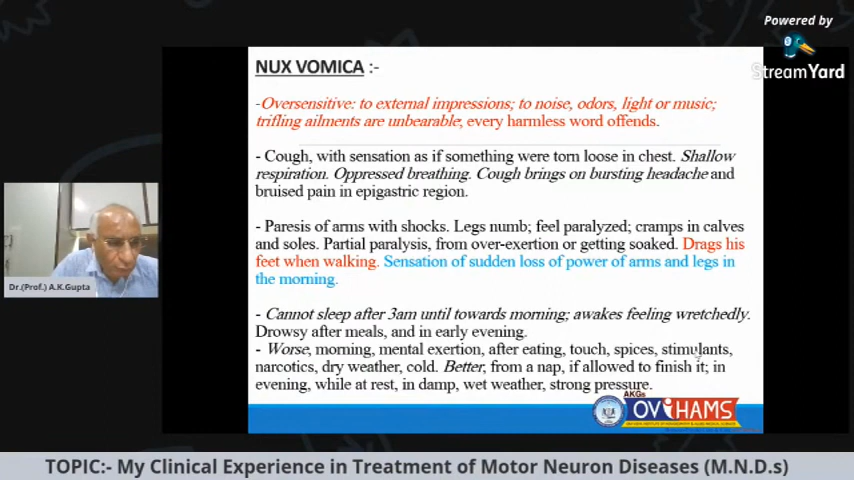 Powered by
StreamYard
NUX VOMICA :-
-Oversensitive: to external impressions; to noise, odors, light or music;
trifling ailments are unbearable; every harmless word offends.
- Cough, with sensation as if something were torn loose in chest. Shallow
respiration. Oppressed breathing. Cough brings on bursting headache and
bruised pain in epigastric region.
- Paresis of arms with shocks. Legs numb; feel paralyzed; cramps in calves
and soles. Partial paralysis, from over-exertion or getting soaked. Drags his
feet when walking. Sensation of sudden loss of power of arms and legs in
the morning.
Dr.(Prof.) A.K.Gupta
- Cannot sleep after 3am until towards morning; awakes feeling wretchedly.
Drowsy after meals, and in early evening.
- Worse, morning, mental exertion, after eating, touch, spices, stimulants,
narcotics, dry weather, cold. Better, from a nap, if allowed to finish it; in
evening, while at rest, in damp, wet weather, strong pressure.
AKGs
OVIHAMS
TOPIC:- My Clinical Experience in Treatment of Motor Neuron Diseases (M.N.D.s)